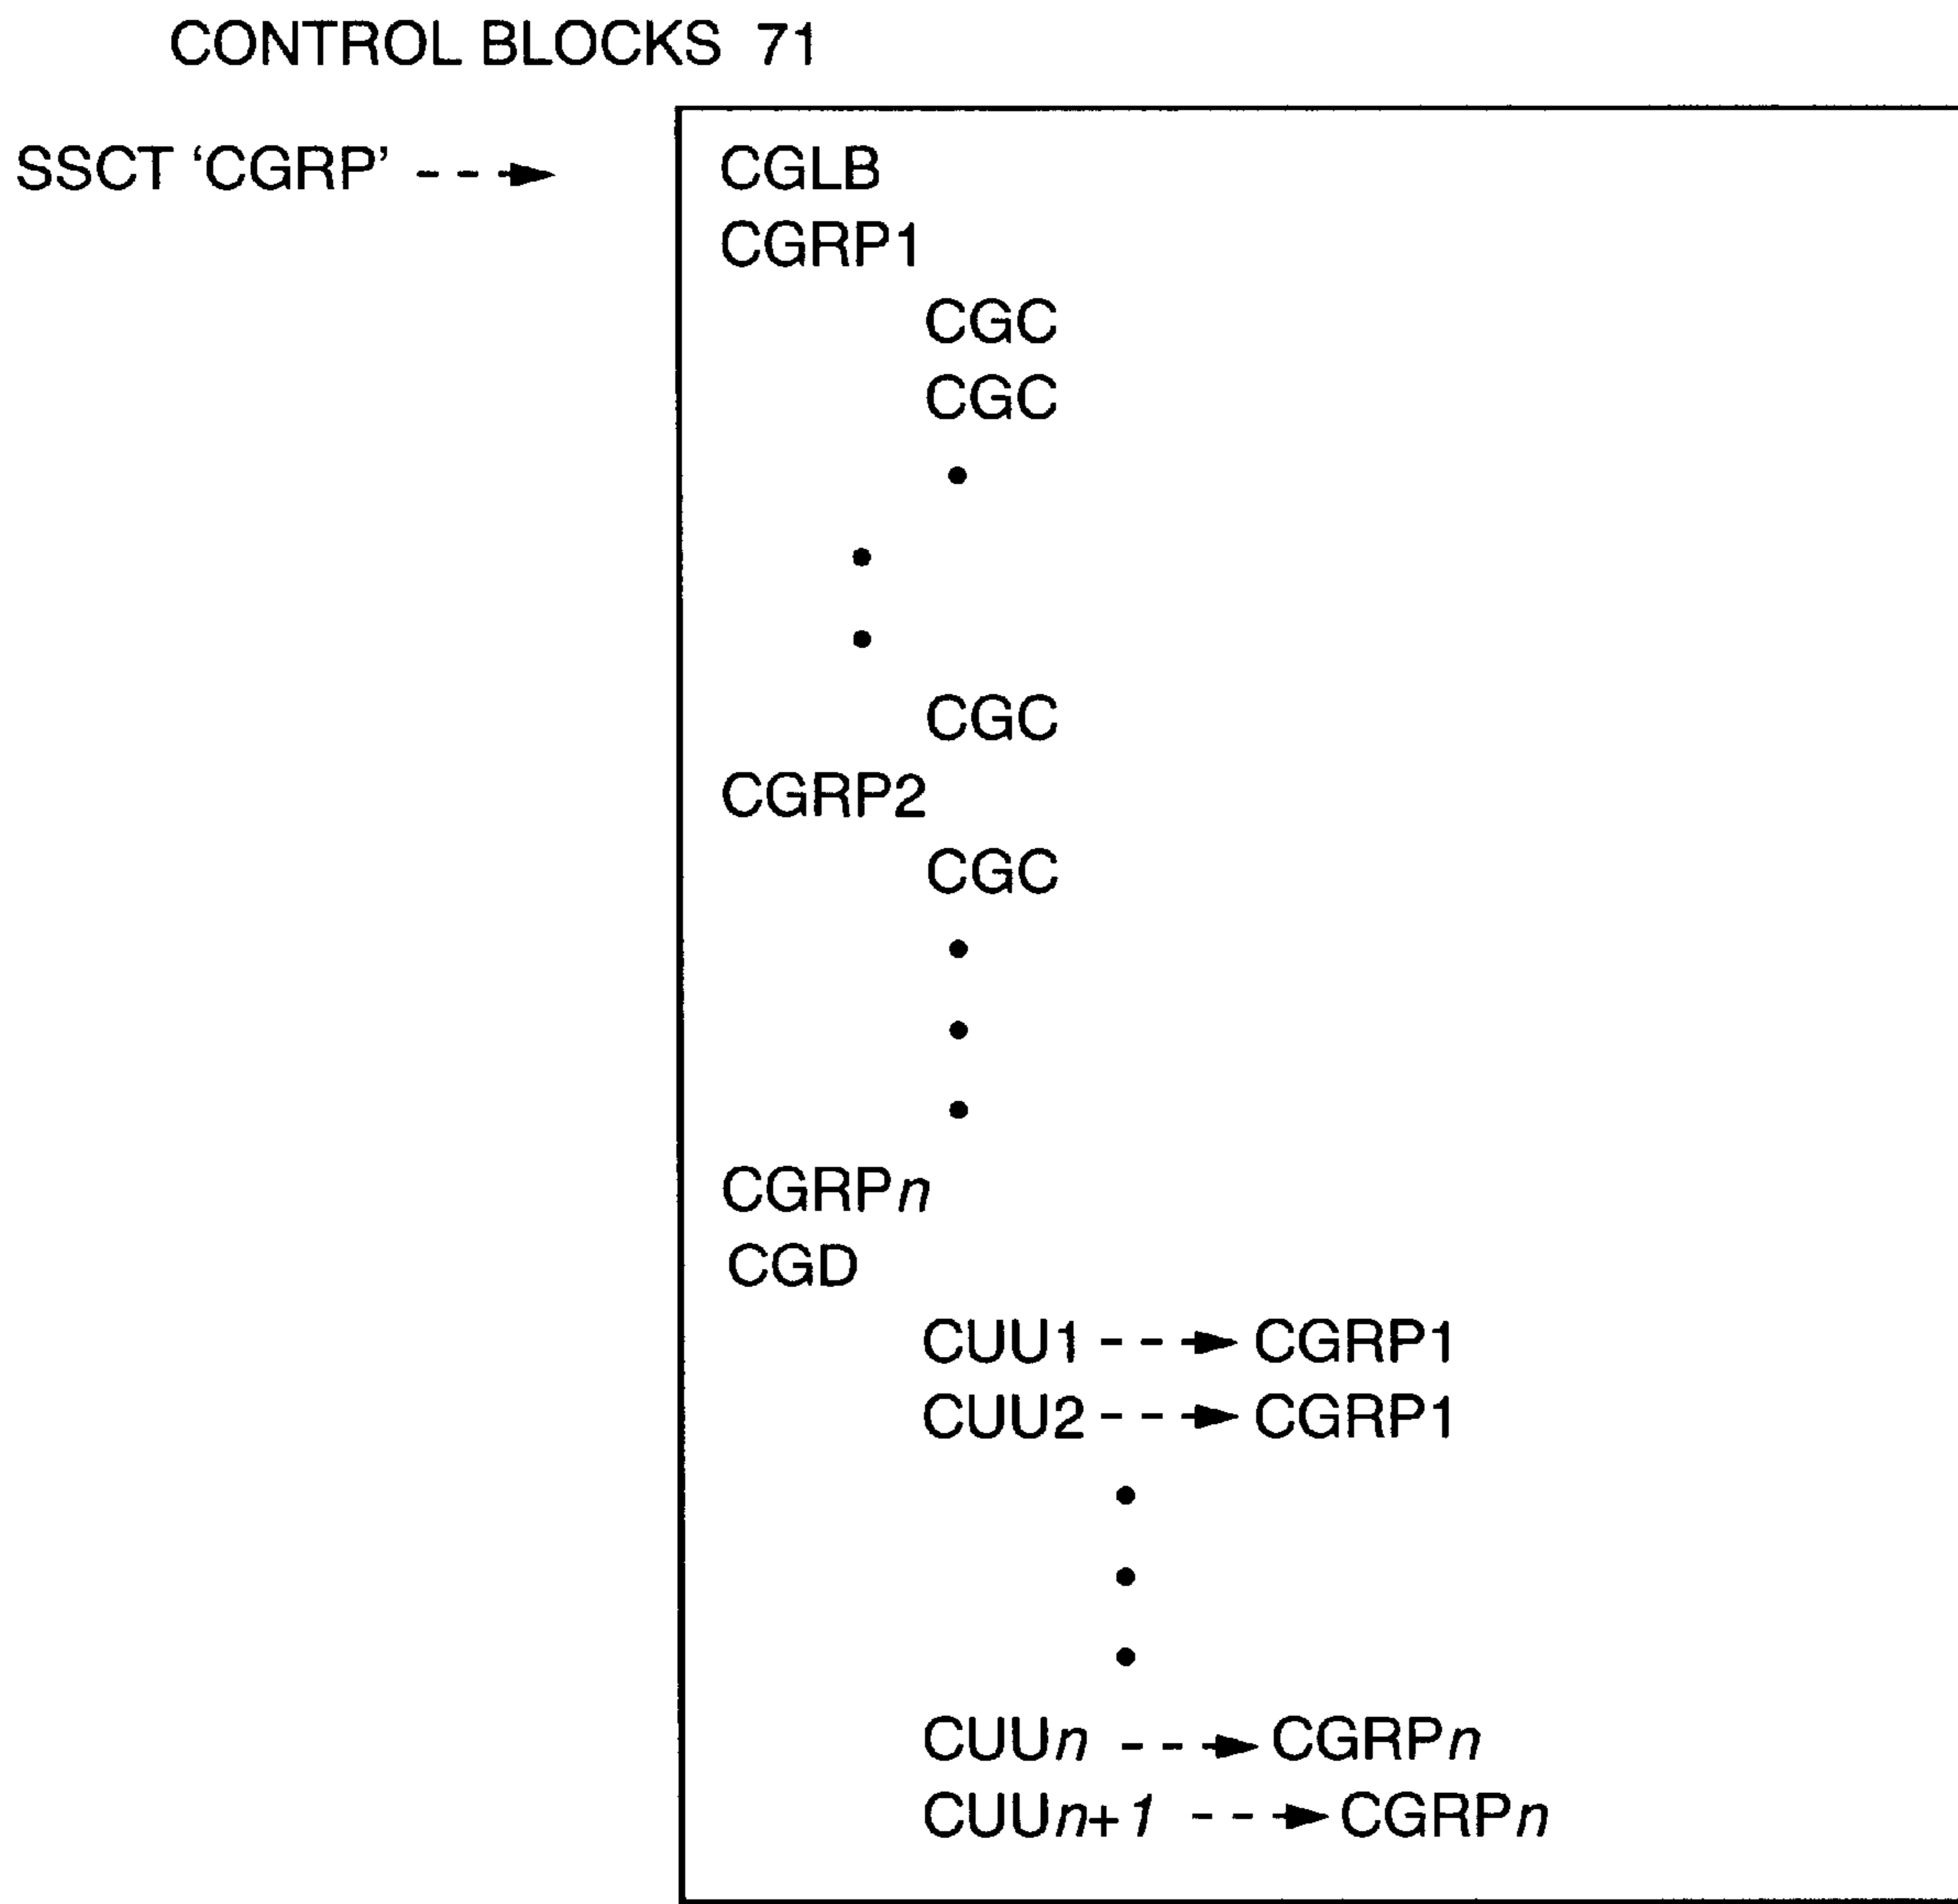 CONTROL BLOCKS 71
SSCT ‘CGRP’ CGLB
CGRP1
CGC
CGC
CGC
CGRP2
CGC
CGRPn
CGD
CUU1 CGRP1
CUU2 CGRP1
CUUn CGRPn
CUUn+1 CGRPn